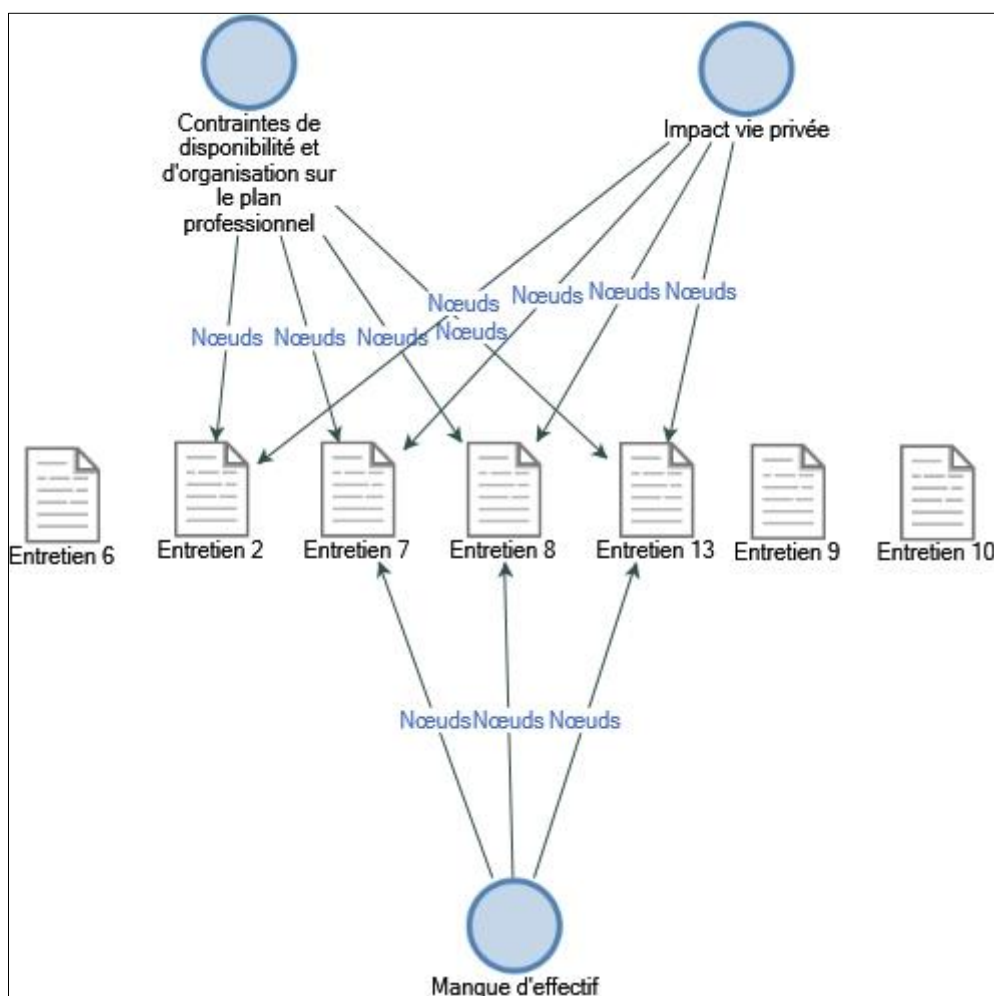 Contraintes de
disponibilité et
d'organisation sur
le plan
professionnel
Impact vie privée
Nœuds
Nœuds
Nœuds
Nœuds
Nœuds
Nœuds
Nœuds
Nœuds
Entretien 6
Entretien 2
Entretien 7
Entretien 8
Entretien 13
Entretien 9
Entretien 10
Nœuds
Nœuds
Nœuds
Manque d'effectif